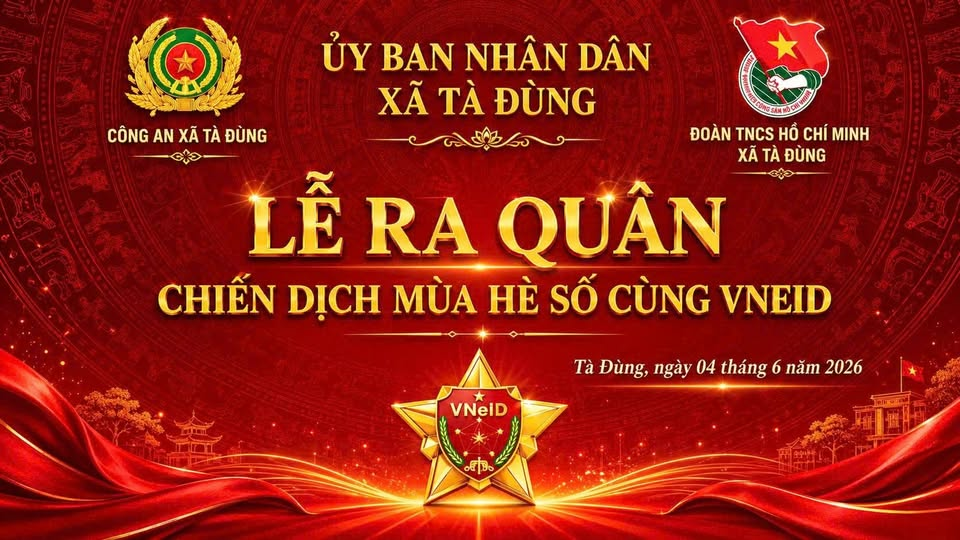 ỦY BAN NHÂN DÂN
XÃ TÀ ĐÙNG
CÔNG AN XÃ TÀ ĐÙNG
ĐOÀN TNCS HỒ CHÍ MINH
XÃ TÀ ĐÙNG
LỄ RA QUÂN
CHIẾN DỊCH MÙA HÈ SỐ CÙNG VNEID
Tà Đùng, ngày 04 tháng 6 năm 2026
VNeID